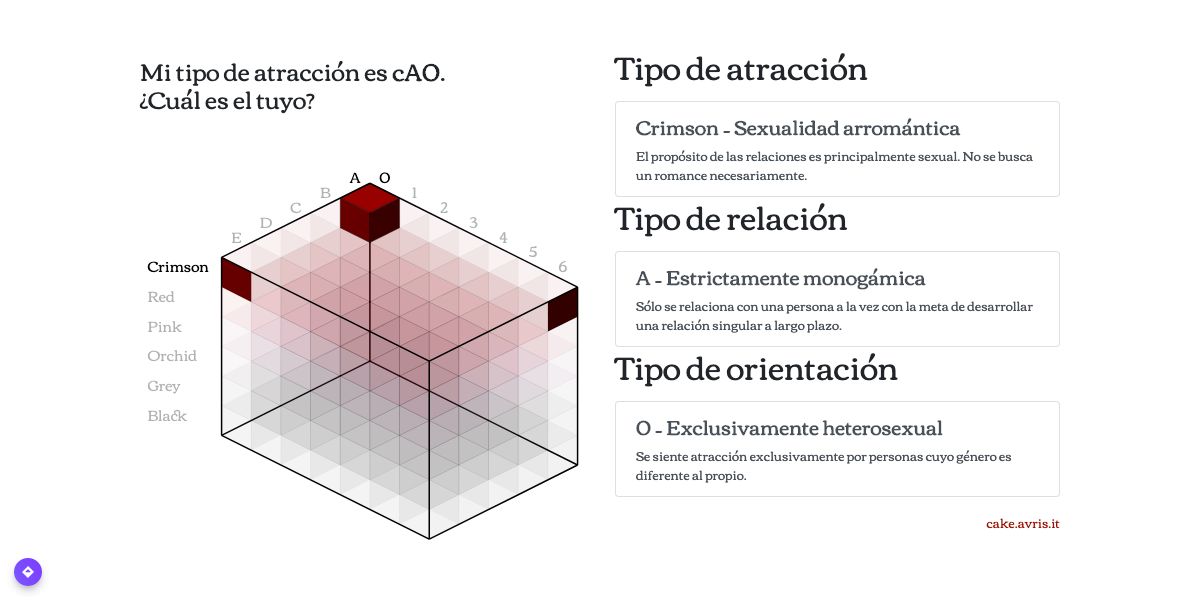 Mi tipo de atracción es cAO.
¿Cuál es el tuyo?
A O
B 1
C 2
D 3
E 4
5
6
Crimson
Red
Pink
Orchid
Grey
Black
Tipo de atracción
Crimson - Sexualidad arromántica
El propósito de las relaciones es principalmente sexual. No se busca
un romance necesariamente.
Tipo de relación
A - Estrictamente monogámica
Sólo se relaciona con una persona a la vez con la meta de desarrollar
una relación singular a largo plazo.
Tipo de orientación
0 - Exclusivamente heterosexual
Se siente atracción exclusivamente por personas cuyo género es
diferente al propio.
cake.avris.it